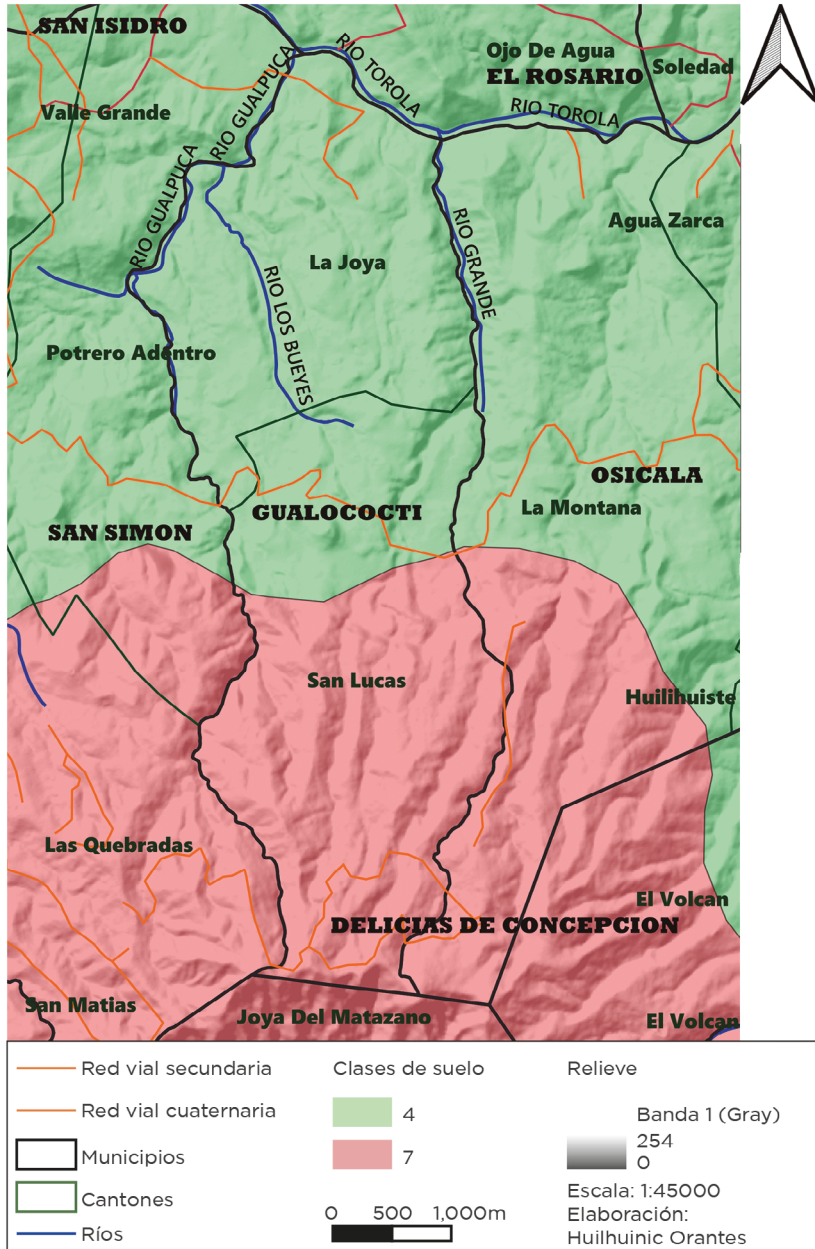 SAN ISIDRO
RIO TOROLA
Ojo De Agua
EL ROSARIO
Soledad
Valle Grande
RIO GUALPUCA
RIO TOROLA
RIO GUALPUCA
Agua Zarca
La Joya
RIO GRANDE
RIO LOS BUEYES
Potrero Adentro
OSICALA
La Montana
GUALOCOCTI
SAN SIMON
San Lucas
Huilihuiste
Las Quebradas
El Volcan
DELICIAS DE CONCEPCION
San Matias
Joya Del Matazano
El Volcan
Red vial secundaria
Red vial cuaternaria
Municipios
Cantones
Ríos
Clases de suelo
4
7
0 500 1,000m
Relieve
Banda 1 (Gray)
254
0
Escala: 1:45000
Elaboración:
Huilhuinic Orantes